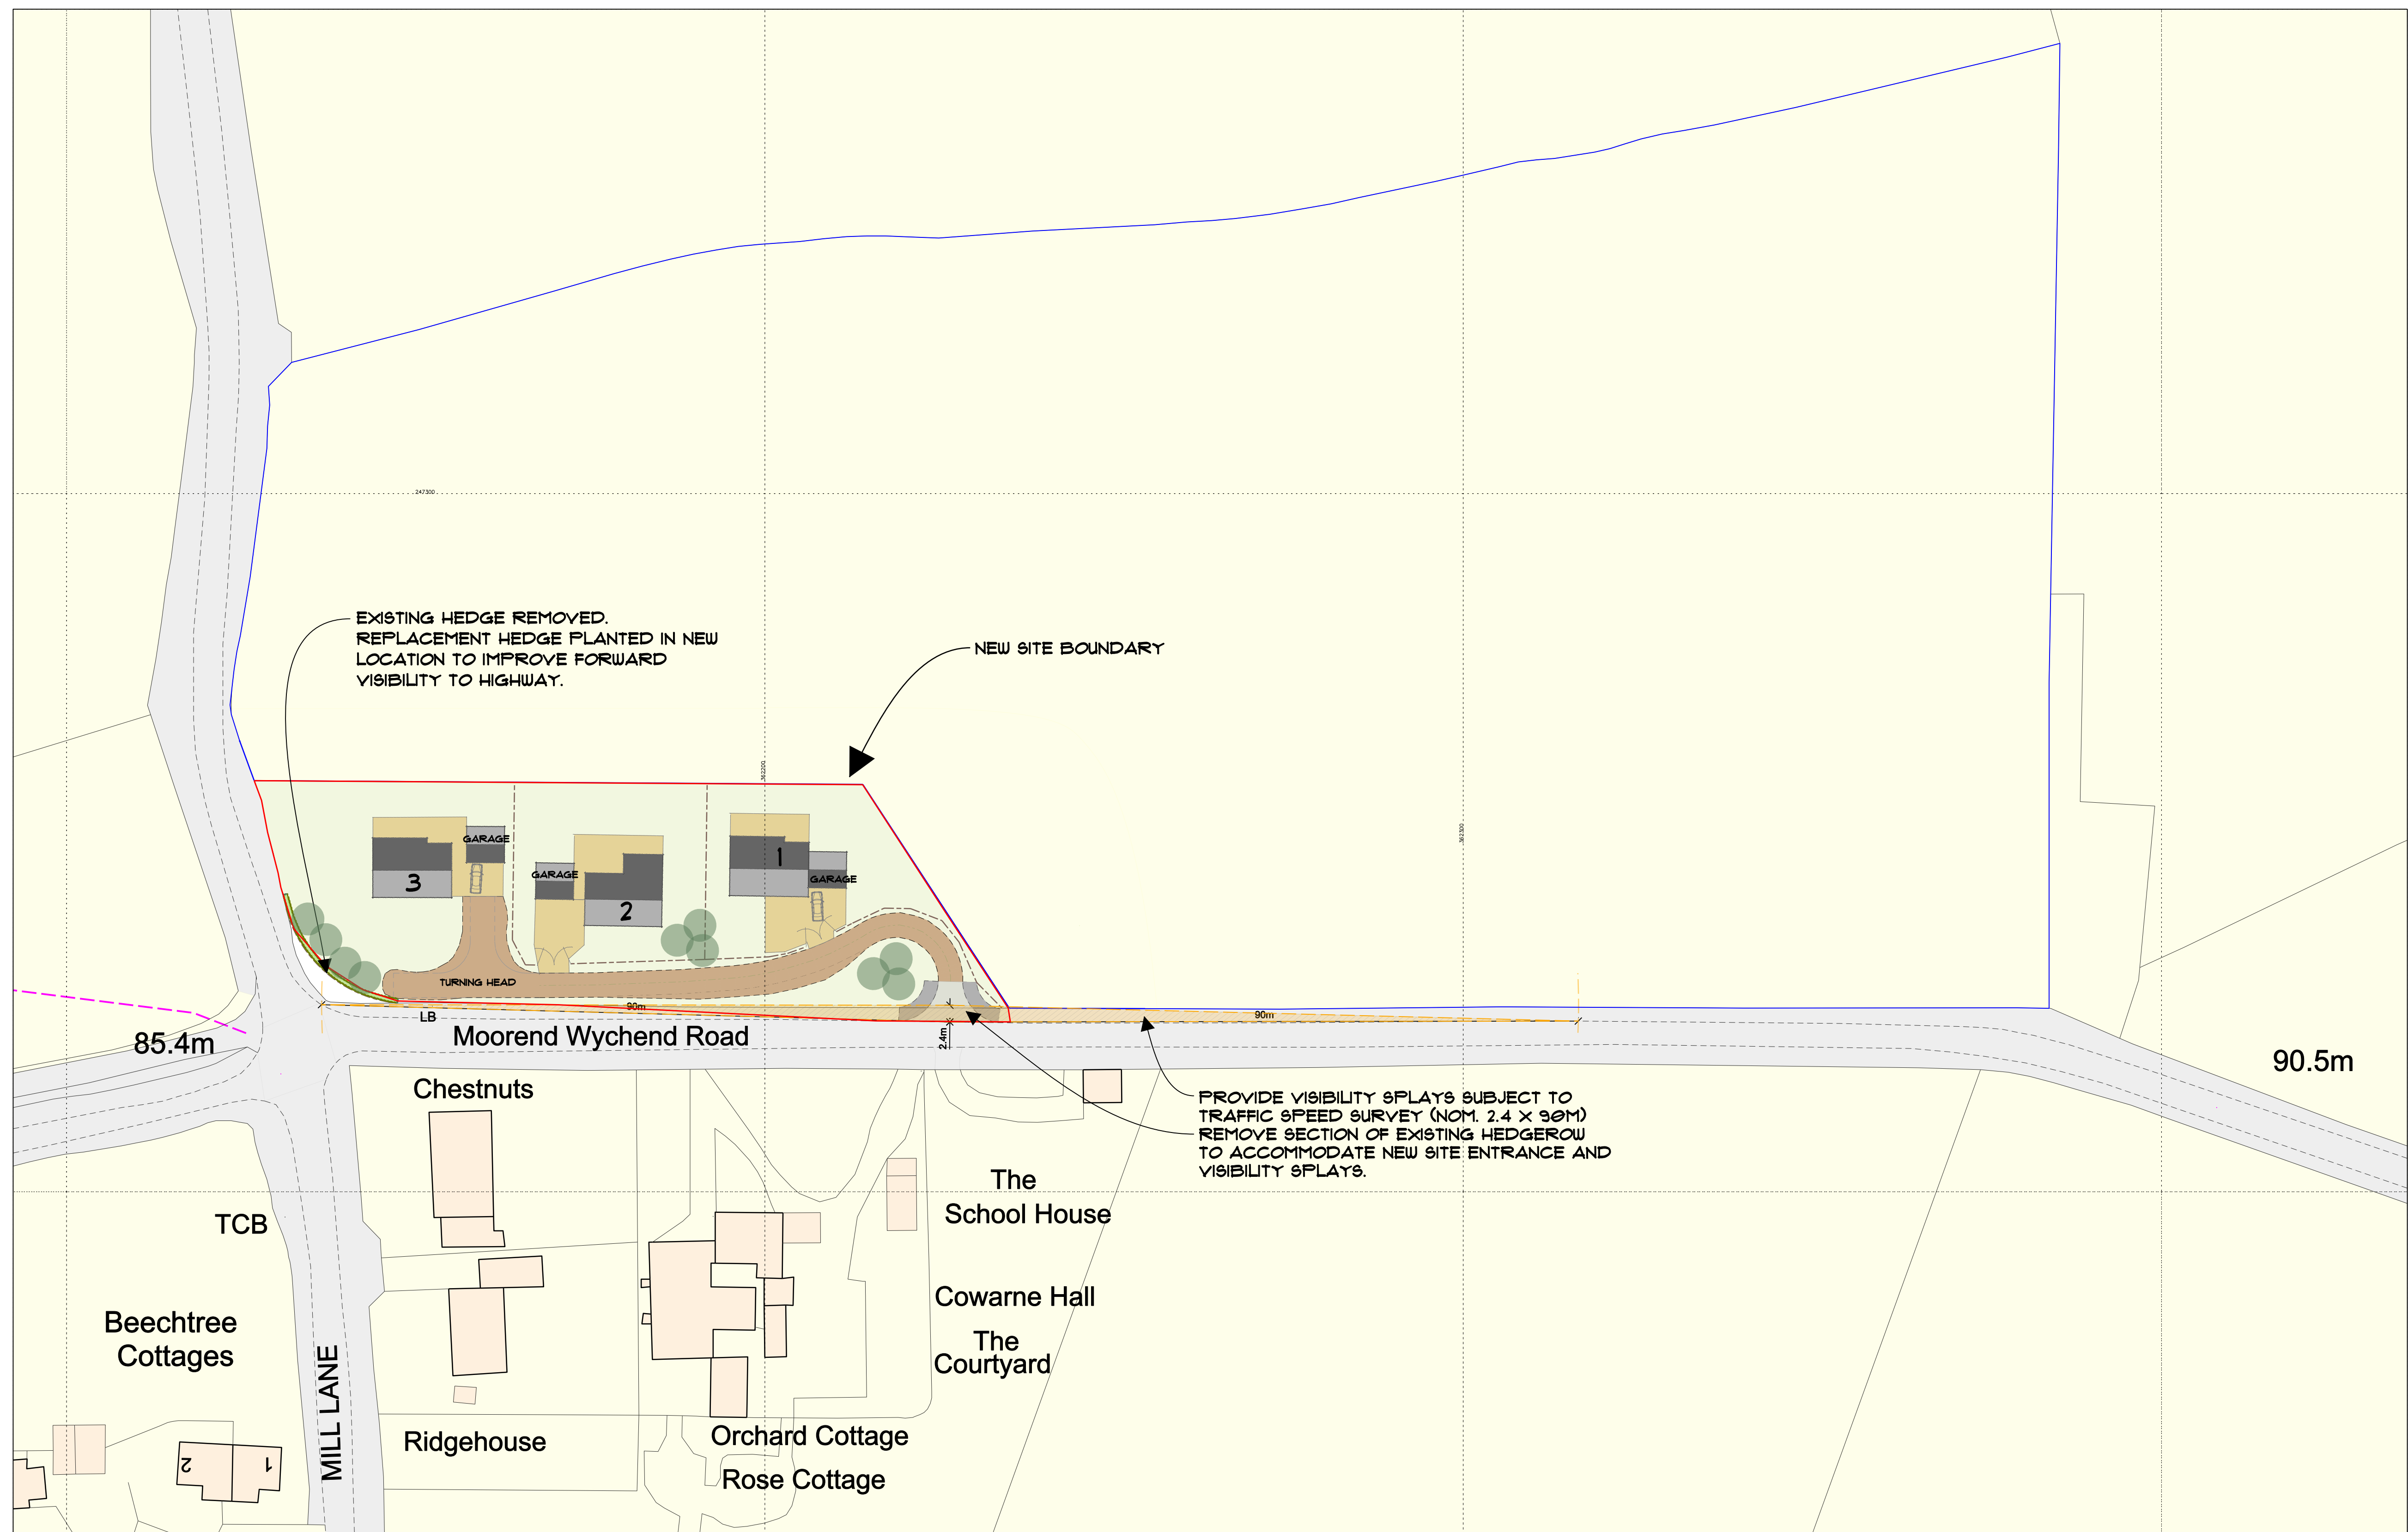 247300
EXISTING HEDGE REMOVED.
REPLACEMENT HEDGE PLANTED IN NEW
LOCATION TO IMPROVE FORWARD
VISIBILITY TO HIGHWAY.
NEW SITE BOUNDARY
362200
362300
GARAGE
3
GARAGE
2
1
GARAGE
TURNING HEAD
90m
90m
2.4m
LB
Moorend Wychend Road
85.4m
90.5m
PROVIDE VISIBILITY SPLAYS SUBJECT TO
TRAFFIC SPEED SURVEY (NOM. 2.4 X 90M)
REMOVE SECTION OF EXISTING HEDGEROW
TO ACCOMMODATE NEW SITE ENTRANCE AND
VISIBILITY SPLAYS.
Chestnuts
The
School House
TCB
Cowarne Hall
The
Courtyard
Beechtree
Cottages
MILL LANE
Ridgehouse
Orchard Cottage
Rose Cottage
2
1